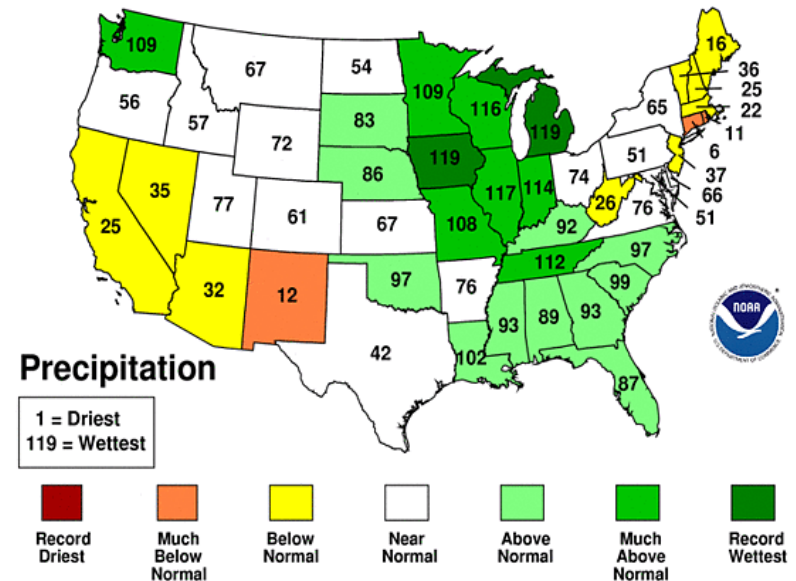 109
67
54
109
116
119
16
36
25
22
11
6
37
66
51
56
57
72
83
119
65
51
86
117
114
74
26
76
25
35
77
61
67
108
92
97
112
32
12
97
76
99
93
89
93
42
102
87
NOAA
Precipitation
1 = Driest
119 = Wettest
Record
Driest
Much
Below
Normal
Below
Normal
Near
Normal
Above
Normal
Much
Above
Normal
Record
Wettest